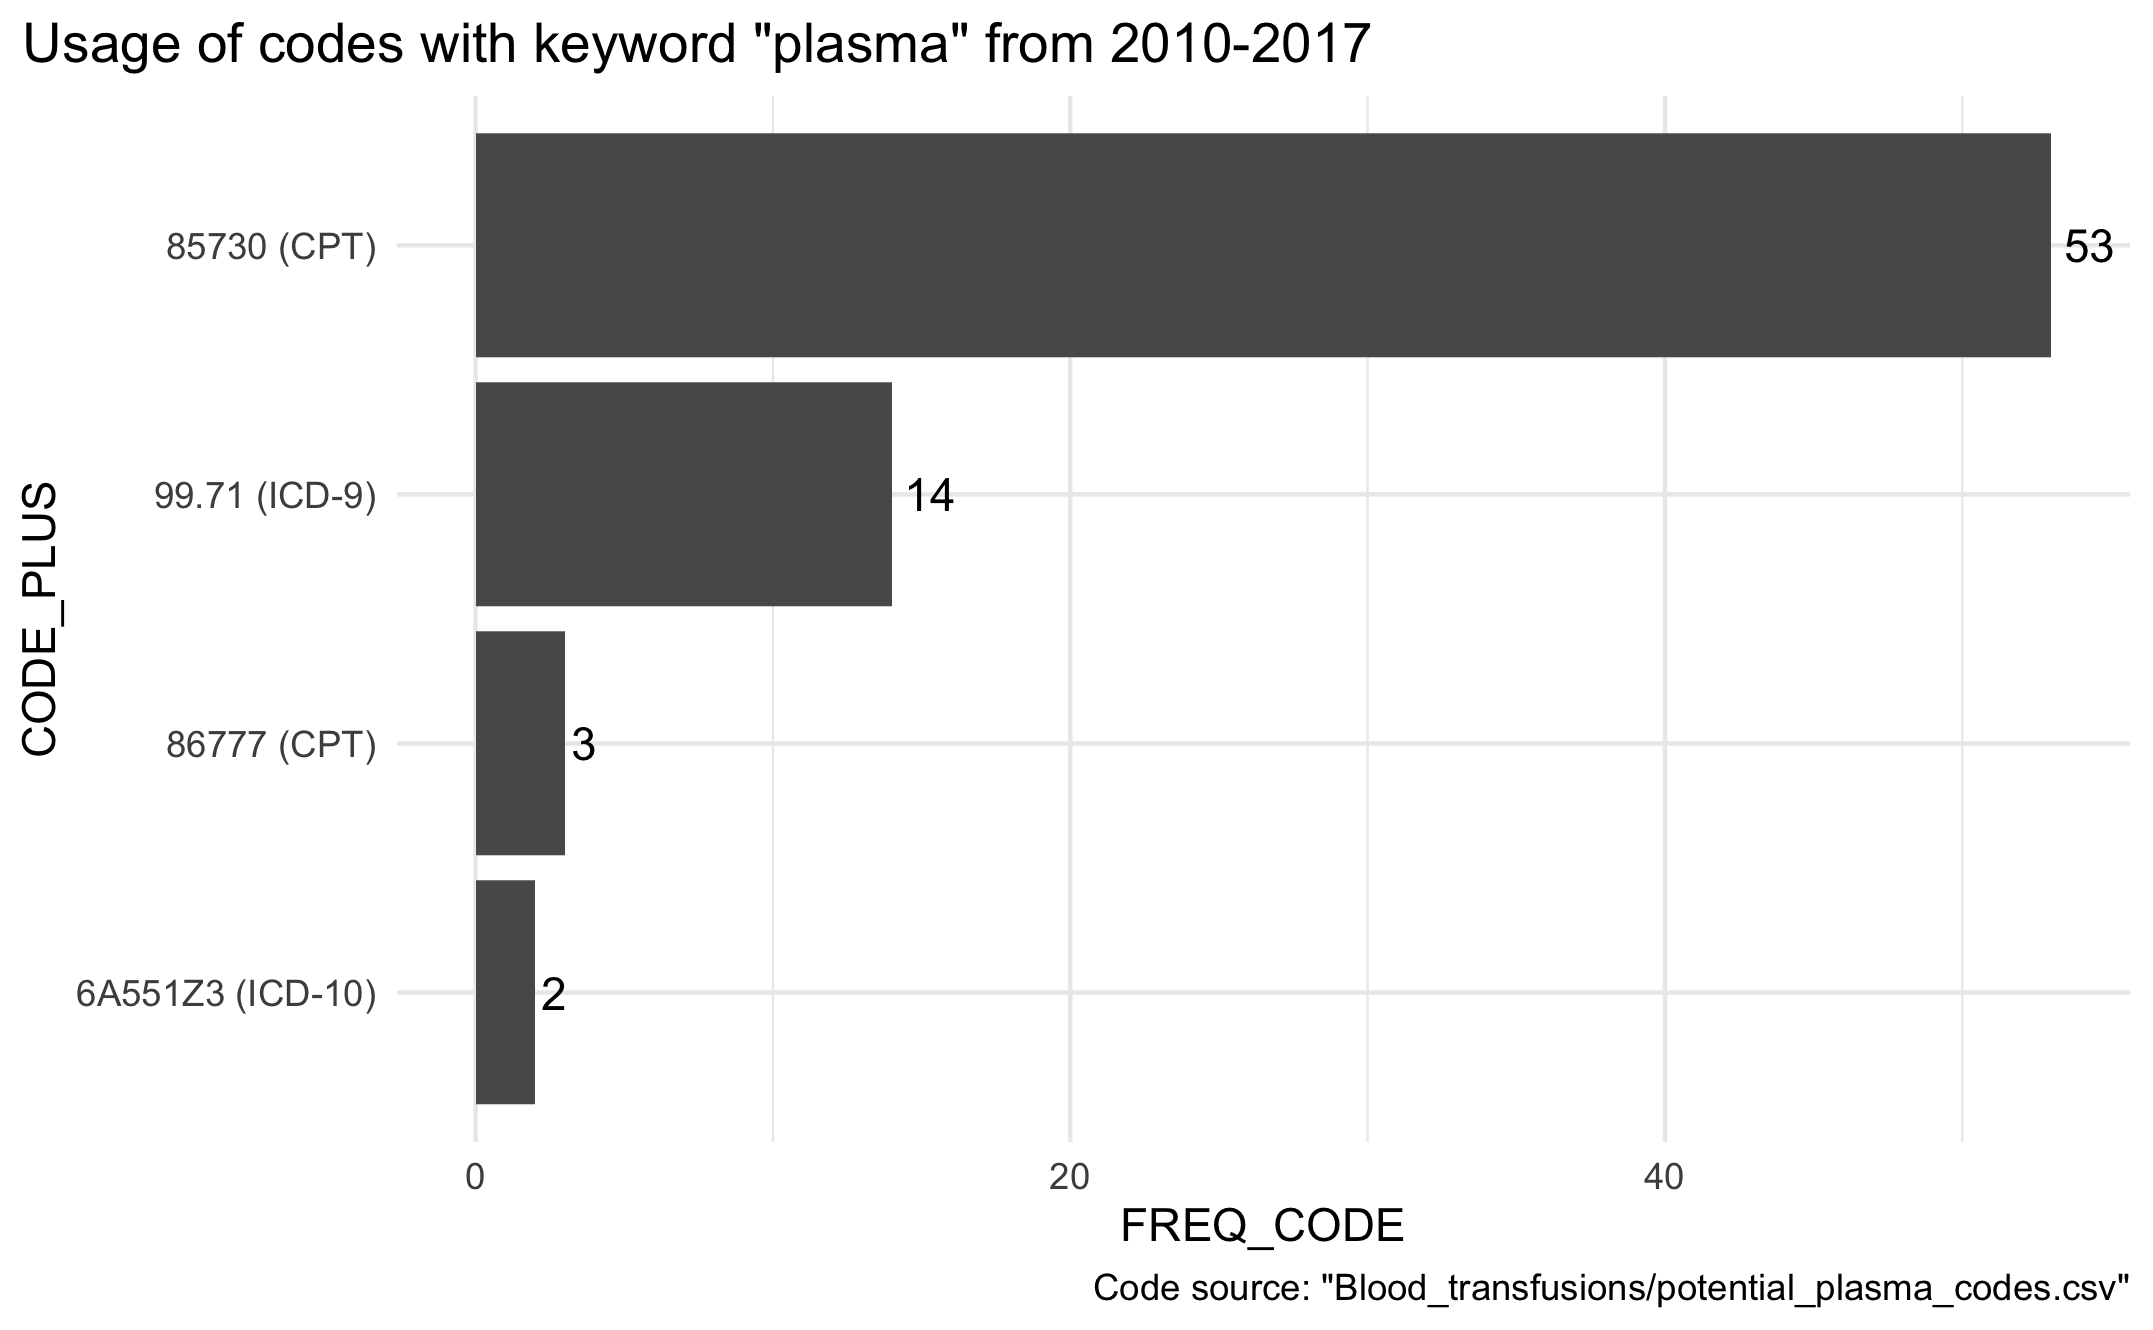 Usage of codes with keyword "plasma" from 2010-2017
85730 (CPT)
53
99.71 (ICD-9)
14
86777 (CPT)
3
6A551Z3 (ICD-10)
2
CODE_PLUS
0
20
40
FREQ_CODE
Code source: "Blood_transfusions/potential_plasma_codes.csv"